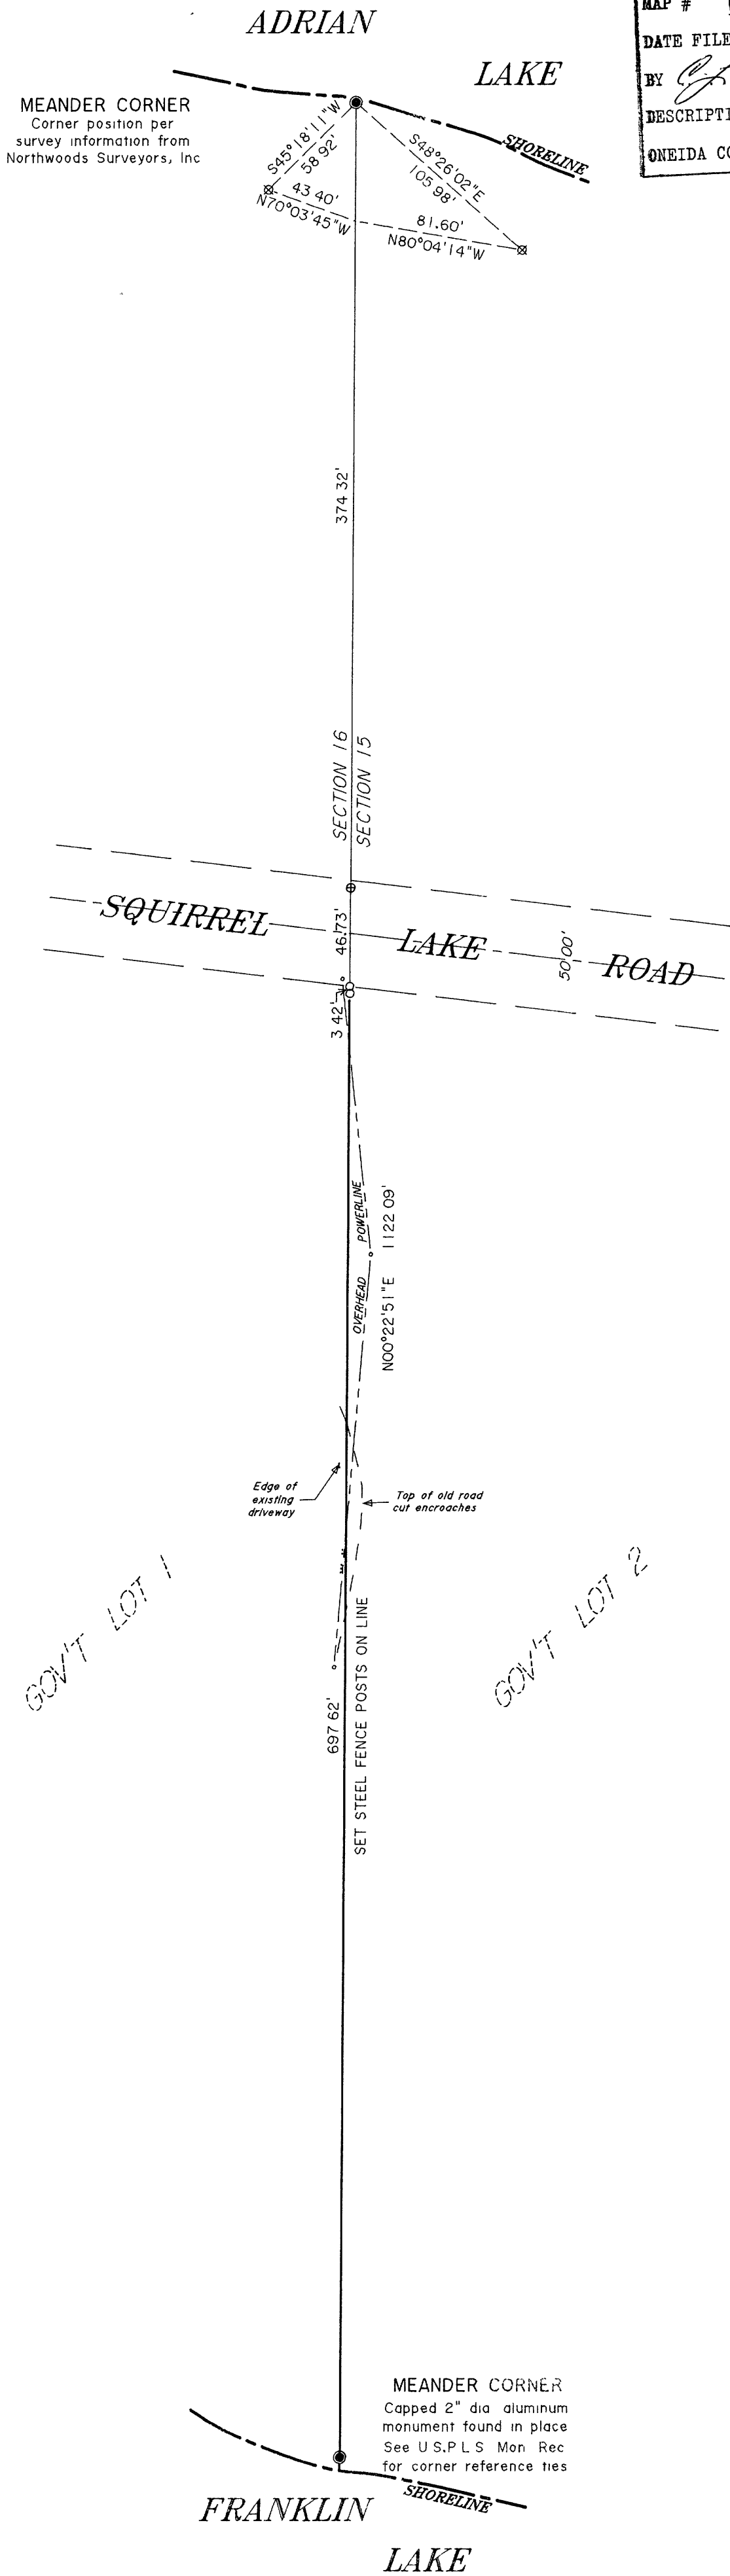 ADRIAN
LAKE
MAP #
DATE FILE
BY
DESCRIPTI
ONEIDA CO
MEANDER CORNER
Corner position per
survey information from
Northwoods Surveyors, Inc
SHORELINE
S45°18'11"W
58 92'
S48°26'02"E
105 98'
43 40'
N70°03'45"W
81.60'
N80°04'14"W
374 32'
SECTION 16
SECTION 15
SQUIRREL LAKE ROAD
46.73'
50.00'
3 42'
OVERHEAD POWERLINE
N00°22'51"E 1122 09'
Edge of
existing
driveway
Top of old road
cut encroaches
GOV'T LOT 1
GOV'T LOT 2
697 62'
SET STEEL FENCE POSTS ON LINE
MEANDER CORNER
Capped 2" dia aluminum
monument found in place
See U.S.P L S Mon Rec
for corner reference ties
SHORELINE
FRANKLIN
LAKE